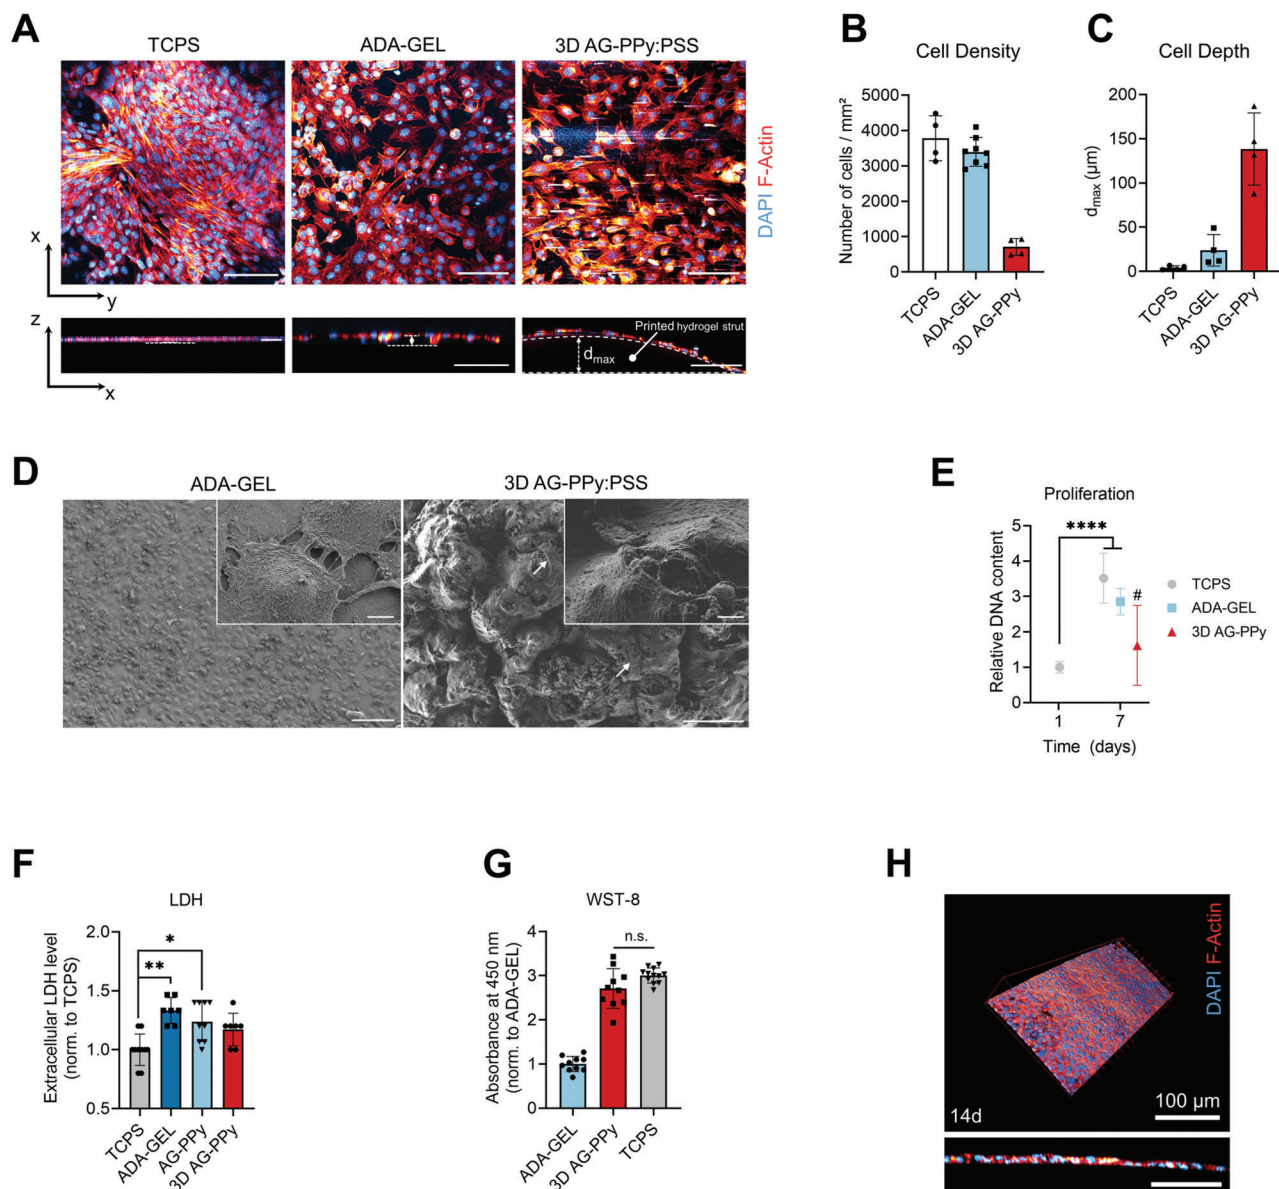 A
TCPS
ADA-GEL
3D AG-PPy:PSS
DAPI F-Actin
x
y
z
x
Printed hydrogel strut
dmax
B
Cell Density
Number of cells / mm²
5000
4000
3000
2000
1000
0
TCPS
ADA-GEL
3D AG-PPy
C
Cell Depth
dmax (µm)
200
150
100
50
0
TCPS
ADA-GEL
3D AG-PPy
D
ADA-GEL
3D AG-PPy:PSS
E
Proliferation
Relative DNA content
5
4
3
2
1
0
****
#
1
7
Time (days)
TCPS
ADA-GEL
3D AG-PPy
F
LDH
Extracellular LDH level
(norm. to TCPS)
2.0
1.5
1.0
0.5
*
**
TCPS
ADA-GEL
AG-PPy
3D AG-PPy
G
WST-8
Absorbance at 450 nm
(norm. to ADA-GEL)
4
3
2
1
0
n.s.
ADA-GEL
3D AG-PPy
TCPS
H
DAPI F-Actin
14d
100 µm